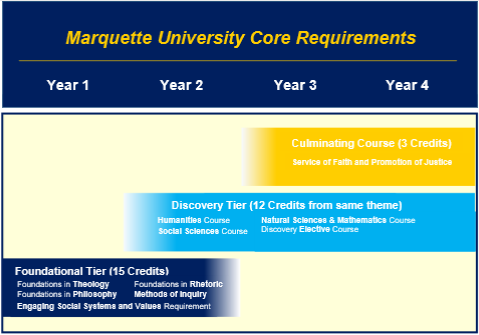 Marquette University Core Requirements
Year 1 Year 2 Year 3 Year 4
Culminating Course (3 Credits)
Service of Faith and Promotion of Justice
Discovery Tier (12 Credits from same theme)
Humanities Course Natural Sciences & Mathematics Course
Social Sciences Course Discovery Elective Course
Foundational Tier (15 Credits)
Foundations in Theology Foundations in Rhetoric
Foundations in Philosophy Methods of Inquiry
Engaging Social Systems and Values Requirement